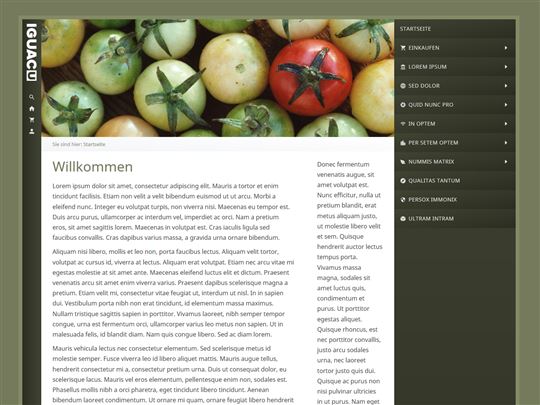 IGUACU
STARTSEITE
EINKAUFEN
LOREM IPSUM
SED DOLOR
QUID NUNC PRO
IN OPTEM
PER SETEM OPTEM
NUMMIS MATRIX
QUALITAS TANTUM
PERSOX IMMONIX
ULTRAM INTRAM
Sie sind hier: Startseite
Willkommen
Lorem ipsum dolor sit amet, consectetur adipiscing elit. Mauris a tortor et enim
tincidunt facilisis. Etiam non velit a velit bibendum euismod ut ut arcu. Morbi a
eleifend nunc. Integer eu volutpat turpis, non viverra nisi. Maecenas eu tempor est.
Duis arcu purus, ullamcorper ac interdum vel, imperdiet ac orci. Nam a pretium
eros, sit amet sagittis lorem. Maecenas in volutpat est. Cras iaculis ligula sed
faucibus convallis. Cras dapibus varius massa, a gravida urna ornare bibendum.
Aliquam nisi libero, mollis et leo non, porta faucibus lectus. Aliquam velit tortor,
volutpat ac cursus id, viverra at lectus. Aliquam erat volutpat. Etiam nec arcu vitae mi
egestas molestie at sit amet ante. Maecenas eleifend luctus elit et dictum. Praesent
venenatis arcu sit amet enim viverra varius. Praesent dapibus scelerisque magna a
pretium. Etiam velit mi, consectetur vitae feugiat ut, interdum ut nisl. In in sapien
dui. Vestibulum porta nibh non erat tincidunt, id elementum massa maximus.
Nullam tristique sagittis sapien in porttitor. Vivamus laoreet, nibh semper tempor
congue, urna est fermentum orci, ullamcorper varius leo metus non sapien. Ut in
malesuada felis, id blandit diam. Nam quis congue libero. Sed ac diam lorem.
Mauris vehicula lectus nec consectetur elementum. Sed scelerisque metus id
molestie semper. Fusce viverra leo id libero aliquet mattis. Mauris augue tellus,
hendrerit consectetur mi a, consectetur pretium urna. Duis ut consequat dolor, eu
scelerisque lacus. Mauris vel eros elementum, pellentesque enim non, sodales est.
Phasellus mollis nibh a orci pharetra, eget tincidunt libero tincidunt. Aenean
bibendum laoreet condimentum. Ut ornare mi quam, ornare feugiat libero hendrerit
Donec fermentum
venenatis augue, sit
amet volutpat est.
Nunc efficitur, nulla ut
pretium blandit, erat
metus aliquam justo,
ut molestie libero velit
et sem. Quisque
hendrerit auctor lectus
tempus porta.
Vivamus massa
magna, sodales sit
amet luctus quis,
condimentum et
purus. Ut porttitor
egestas aliquet.
Quisque rhoncus, est
nec porttitor convallis,
justo arcu sodales
urna, nec laoreet
tortor justo quis dui.
Quisque ac purus non
nisi pulvinar ultricies
in ut purus. Nam eget